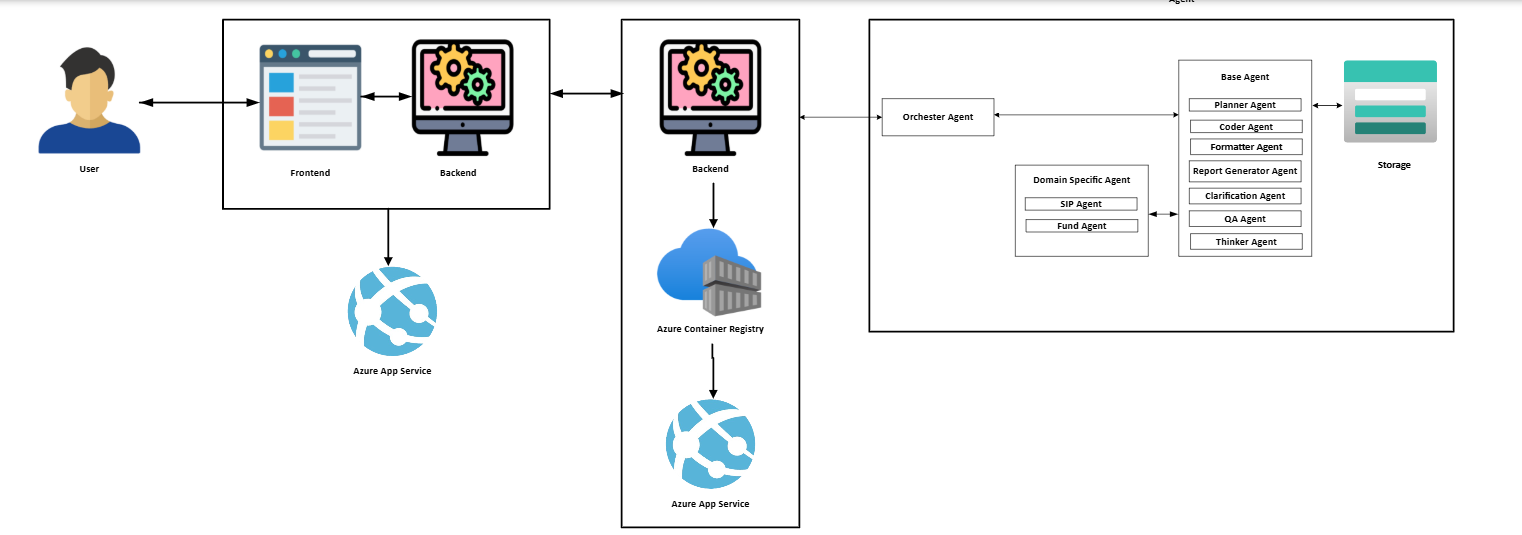 Agent
User
Frontend
Backend
Azure App Service
Backend
Azure Container Registry
Azure App Service
Orchester Agent
Domain Specific Agent
SIP Agent
Fund Agent
Base Agent
Planner Agent
Coder Agent
Formatter Agent
Report Generator Agent
Clarification Agent
QA Agent
Thinker Agent
Storage